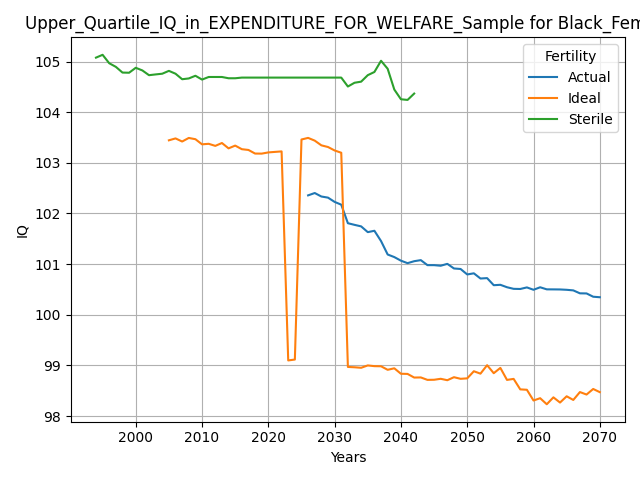 Upper_Quartile_IQ_in_EXPENDITURE_FOR_WELFARE_Sample for Black_Fem
Fertility
Actual
Ideal
Sterile
105
104
103
102
101
100
99
98
IQ
2000
2010
2020
2030
2040
2050
2060
2070
Years